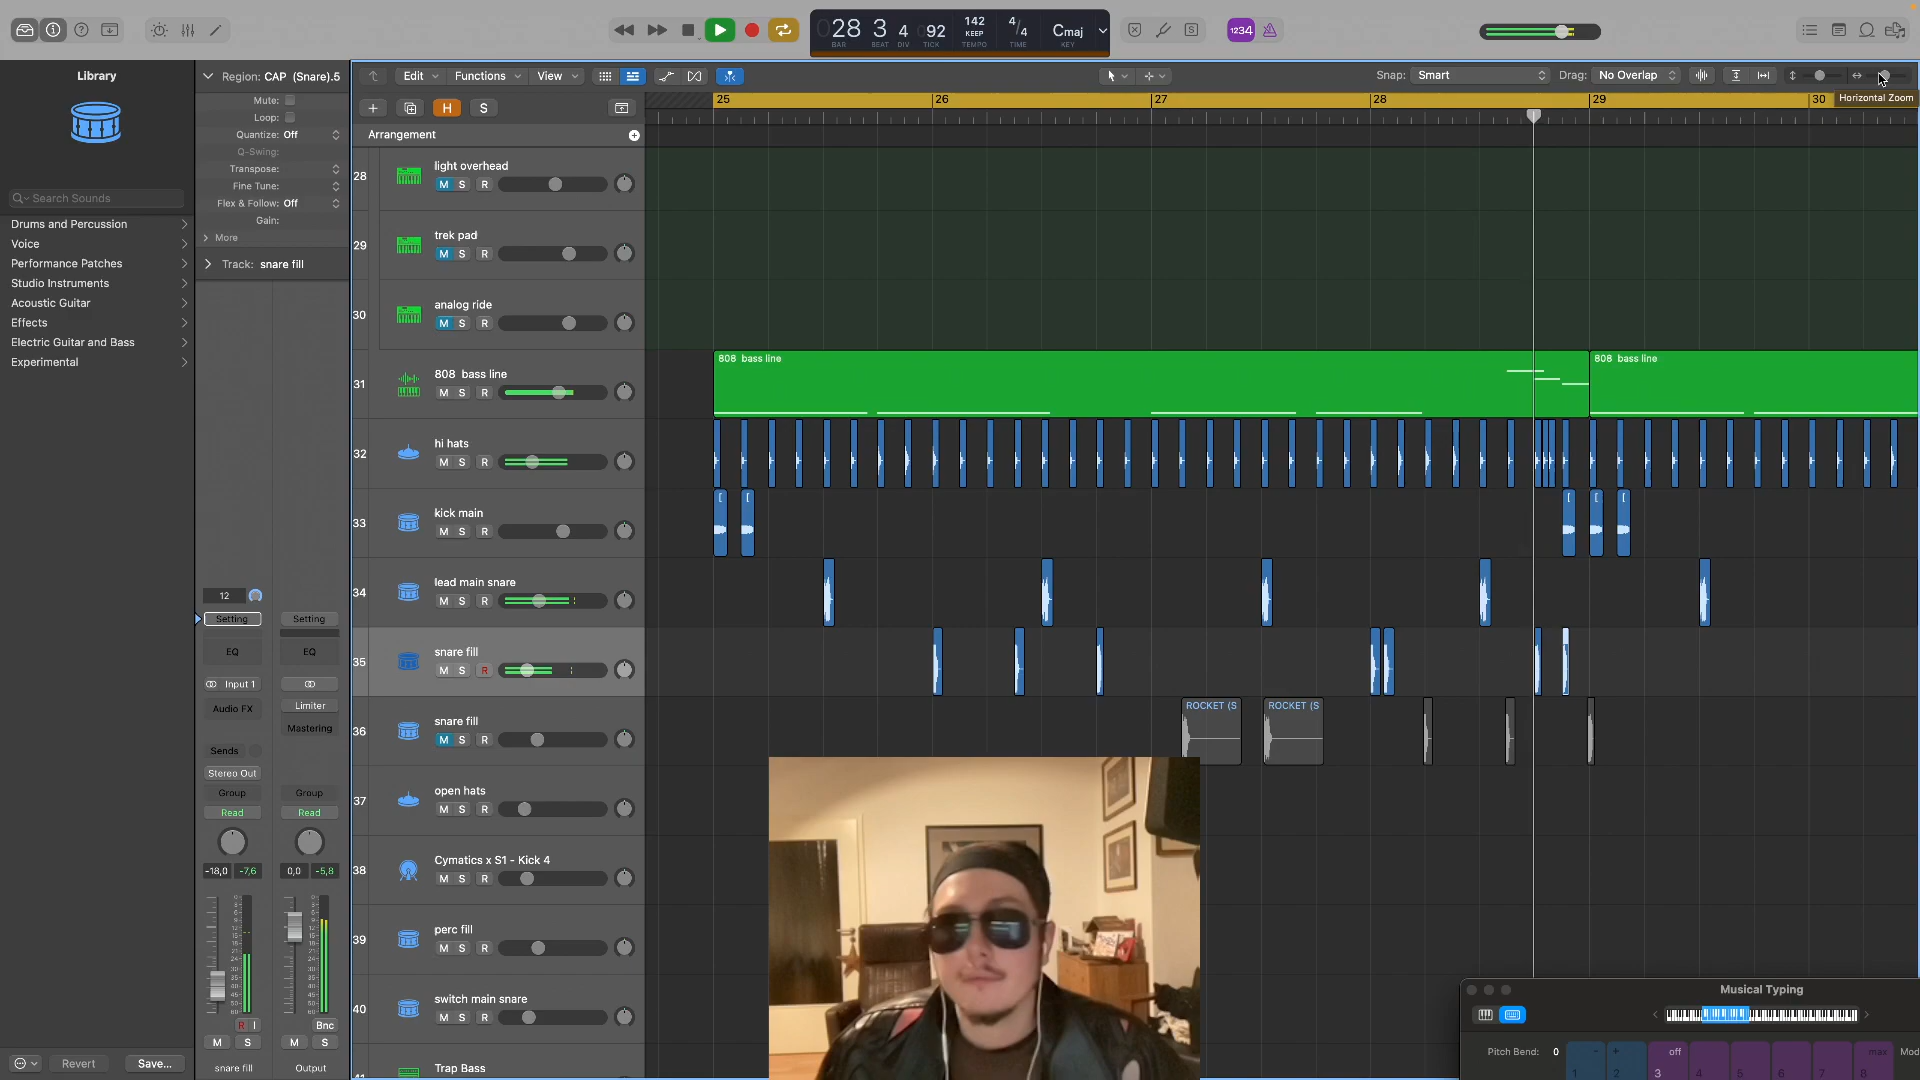 028 3 4 092
BAR BEAT DIV TICK
142
KEEP
TEMPO
4/4
TIME
Cmaj
KEY
1234
Library
Region: CAP (Snare).5
Edit Functions View
Snap: Smart
Drag: No Overlap
Horizontal Zoom
Mute:
Loop:
Quantize: Off
Q-Swing:
Transpose:
Fine Tune:
Flex & Follow: Off
Gain:
More
Track: snare fill
H S
25 26 27 28 29 30
Arrangement
Search Sounds
Drums and Percussion
Voice
Performance Patches
Studio Instruments
Acoustic Guitar
Effects
Electric Guitar and Bass
Experimental
28 light overhead
M S R
29 trek pad
M S R
30 analog ride
M S R
31 808 bass line
M S R
808 bass line
808 bass line
32 hi hats
M S R
33 kick main
M S R
34 lead main snare
M S R
35 snare fill
M S R
36 snare fill
M S R
ROCKET (S
ROCKET (S
37 open hats
M S R
38 Cymatics x S1 - Kick 4
M S R
39 perc fill
M S R
40 switch main snare
M S R
Trap Bass
12
Setting Setting
EQ EQ
Input 1
Audio FX
Limiter
Mastering
Sends
Stereo Out
Group Group
Read Read
-18,0 -7,6 0,0 -5,8
R I Bnc
M S M S
snare fill Output
Revert Save...
Musical Typing
Pitch Bend: 0
- + off max Mod
1 2 3 4 5 6 7 8